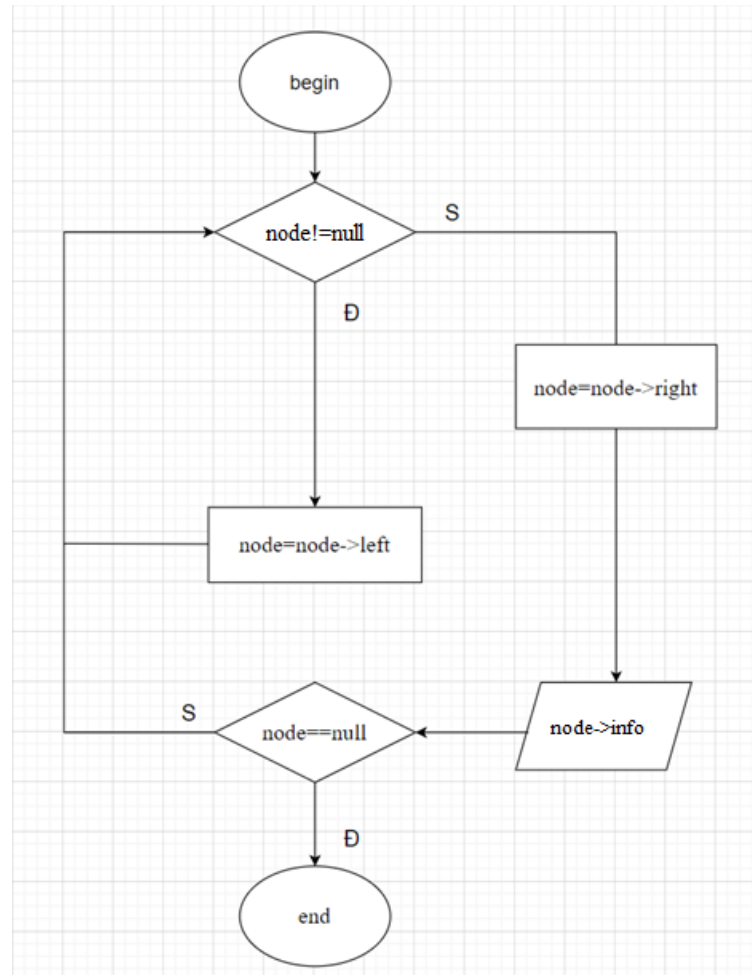 begin
node!=null
S
Đ
node=node->right
node=node->left
S
node==null
node->info
Đ
end